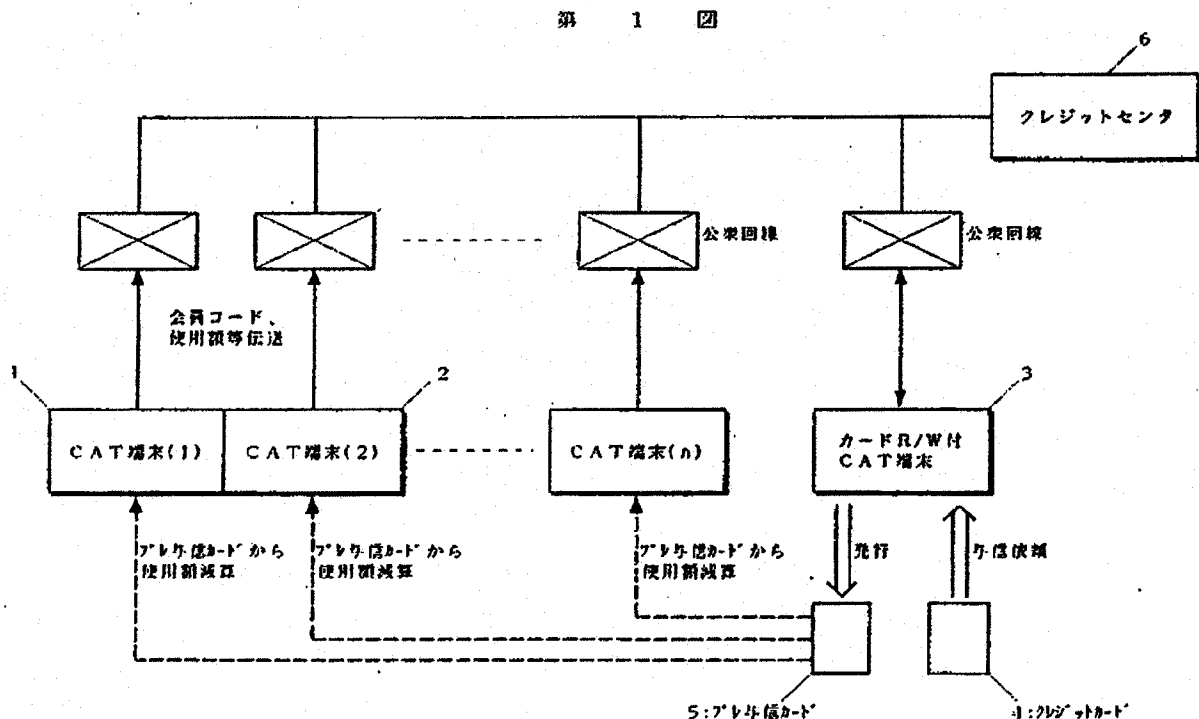 第 1 図
6
クレジットセンタ
公衆回線
公衆回線
会員コード、
使用額等伝送
1
2
3
CAT端末(1)
CAT端末(2)
CAT端末(n)
カードR/W付
CAT端末
プレ与信カードから
使用額減算
プレ与信カードから
使用額減算
プレ与信カードから
使用額減算
発行
与信依頼
5:プレ与信カード
4:クレジットカード